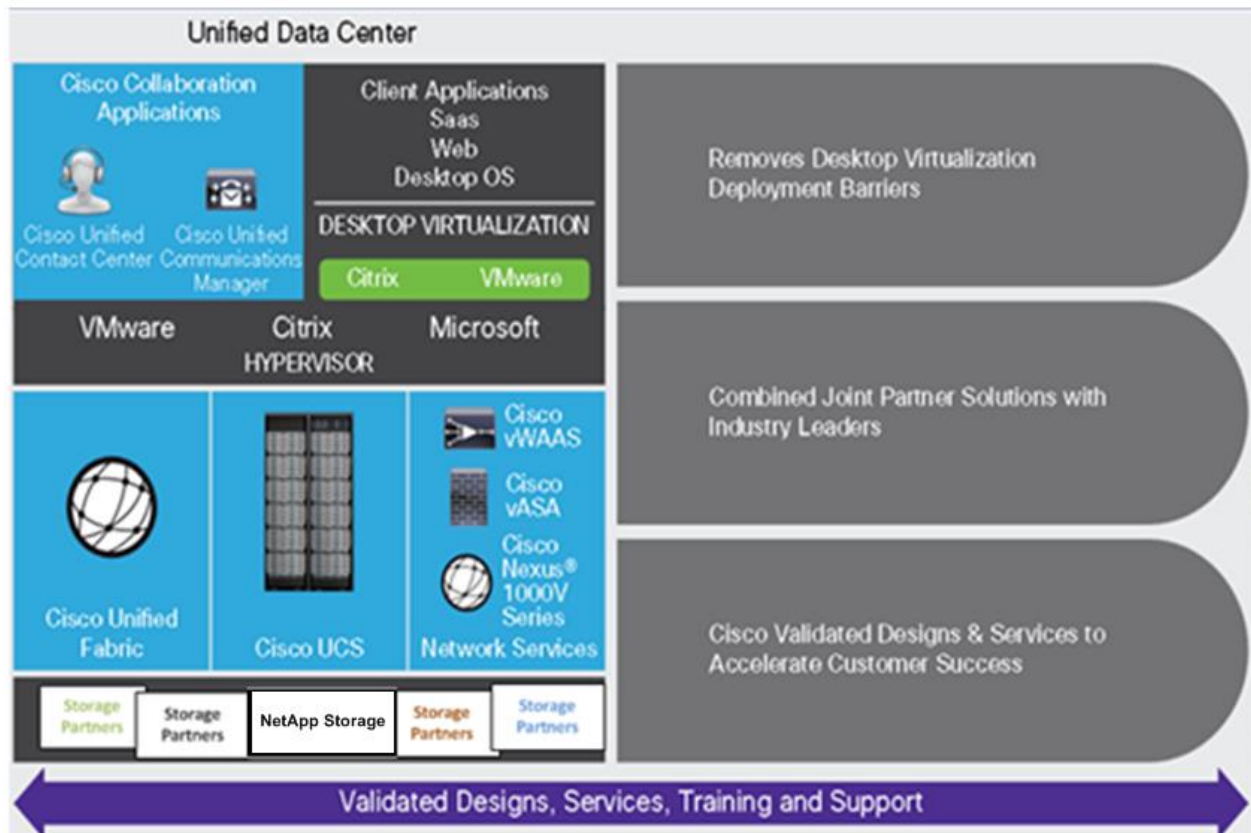 Unified Data Center
Cisco Collaboration
Applications
Cisco Unified
Contact Center
Cisco Unified
Communications
Manager
Client Applications
Saas
Web
Desktop OS
DESKTOP VIRTUALIZATION
Citrix
VMware
VMware
Citrix
Microsoft
HYPERVISOR
Cisco Unified
Fabric
Cisco UCS
Cisco
vWAAS
Cisco
vASA
Cisco
Nexus®
1000V
Series
Network Services
Storage
Partners
Storage
Partners
NetApp Storage
Storage
Partners
Storage
Partners
Removes Desktop Virtualization
Deployment Barriers
Combined Joint Partner Solutions with
Industry Leaders
Cisco Validated Designs & Services to
Accelerate Customer Success
Validated Designs, Services, Training and Support